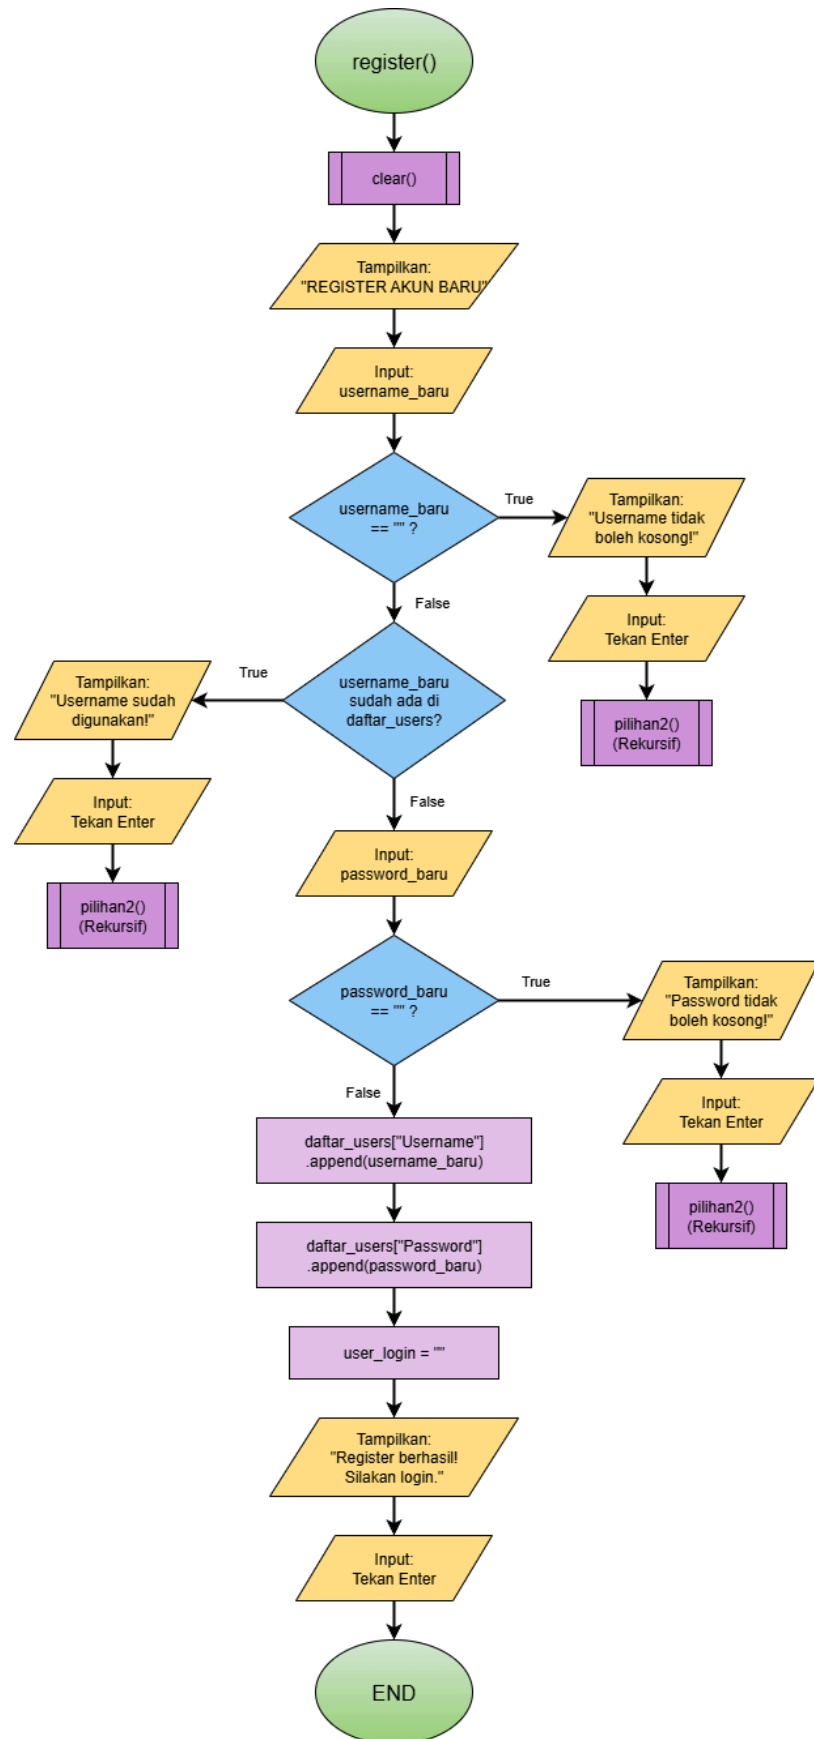 register()
clear()
Tampilkan:
"REGISTER AKUN BARU"
Input:
username_baru
username_baru
== "" ?
True
Tampilkan:
"Username tidak
boleh kosong!"
Input:
Tekan Enter
pilihan2()
(Rekursif)
False
username_baru
sudah ada di
daftar_users?
True
Tampilkan:
"Username sudah
digunakan!"
Input:
Tekan Enter
pilihan2()
(Rekursif)
False
Input:
password_baru
password_baru
== "" ?
True
Tampilkan:
"Password tidak
boleh kosong!"
Input:
Tekan Enter
pilihan2()
(Rekursif)
False
daftar_users["Username"]
.append(username_baru)
daftar_users["Password"]
.append(password_baru)
user_login = ""
Tampilkan:
"Register berhasil!
Silakan login."
Input:
Tekan Enter
END